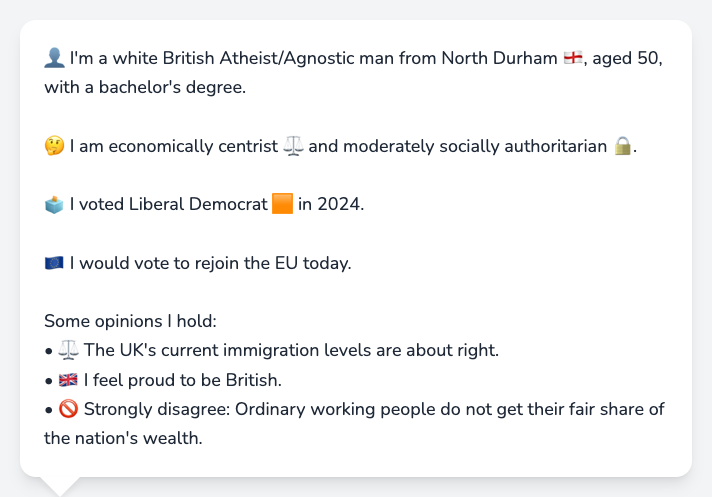 👤 I'm a white British Atheist/Agnostic man from North Durham 🏴󠁧󠁢󠁥󠁮󠁧󠁿, aged 50,
with a bachelor's degree.
🤔 I am economically centrist ⚖️ and moderately socially authoritarian 🔒.
🗳️ I voted Liberal Democrat 🟧 in 2024.
🇪🇺 I would vote to rejoin the EU today.
Some opinions I hold:
• ⚖️ The UK's current immigration levels are about right.
• 🇬🇧 I feel proud to be British.
• 🚫 Strongly disagree: Ordinary working people do not get their fair share of
the nation's wealth.